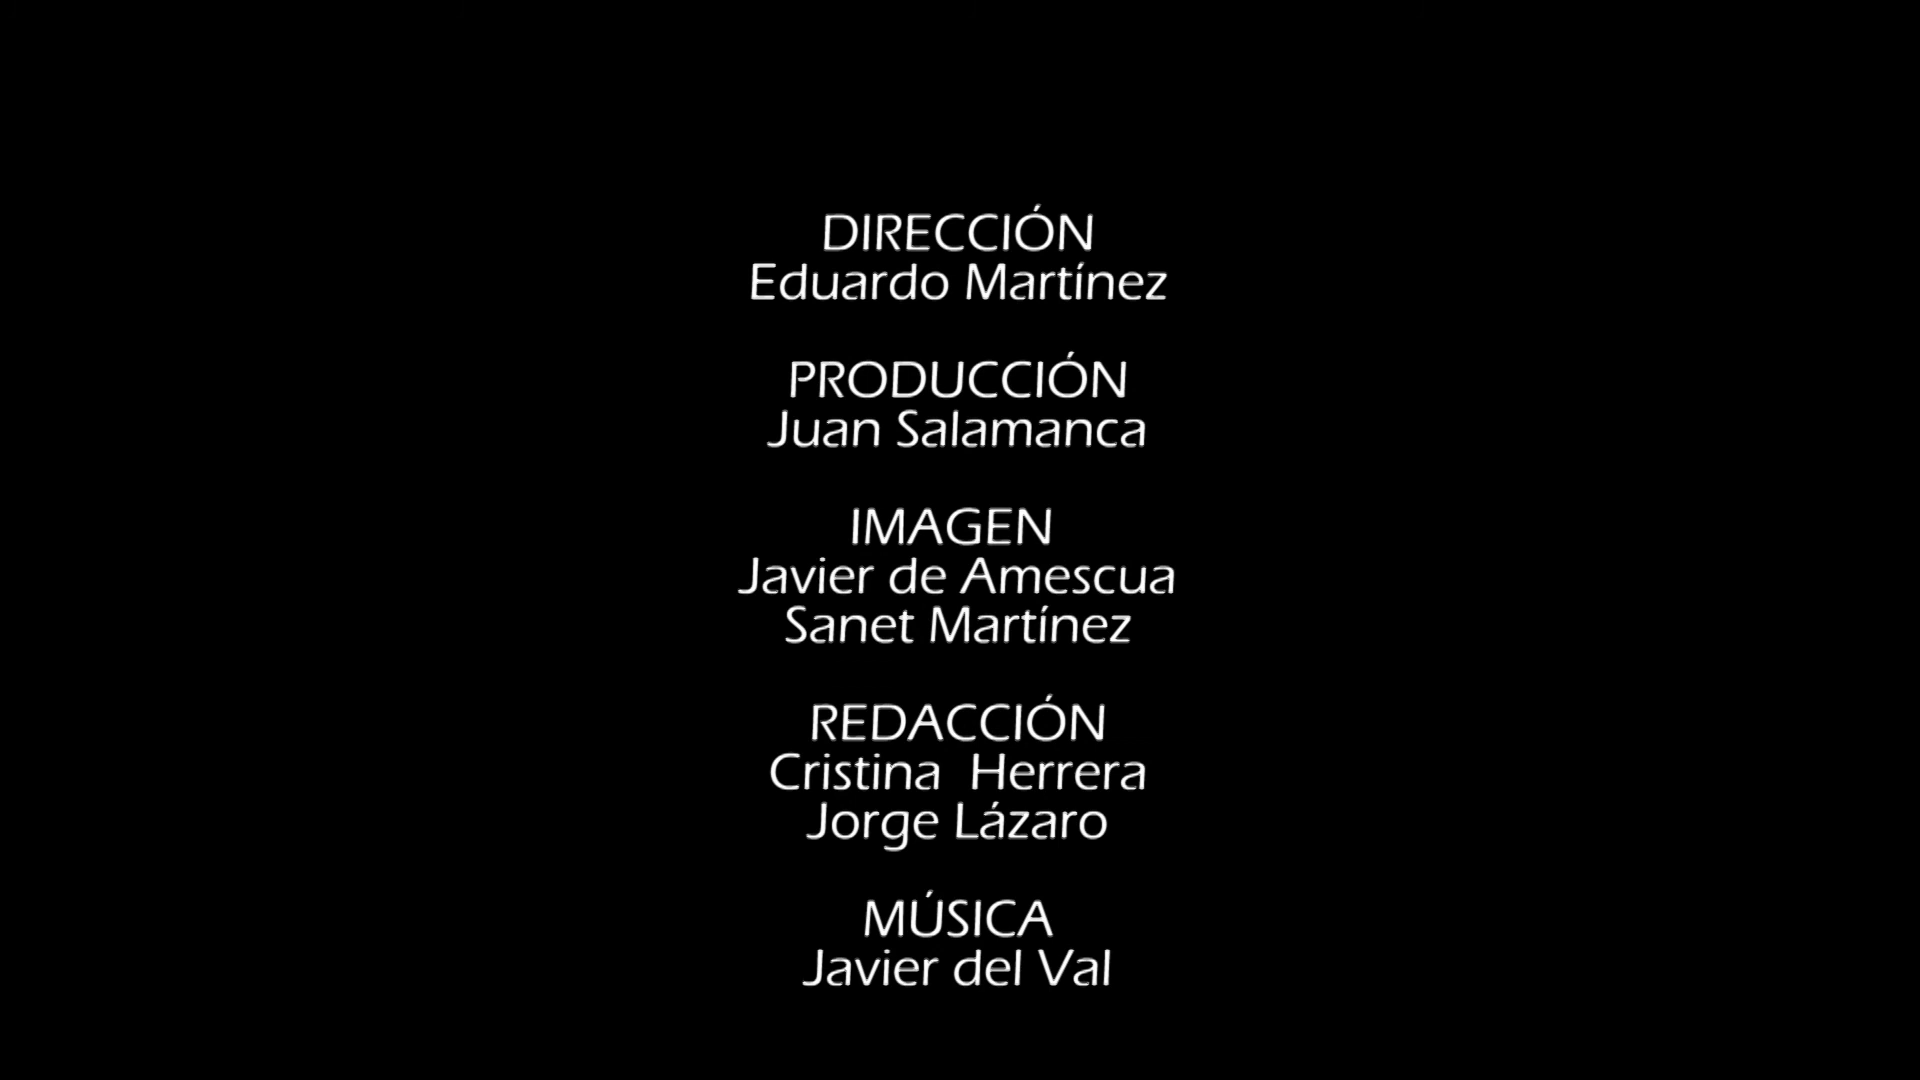 DIRECCIÓN
Eduardo Martínez
PRODUCCIÓN
Juan Salamanca
IMAGEN
Javier de Amescua
Sanet Martínez
REDACCIÓN
Cristina  Herrera
Jorge Lázaro
MÚSICA
Javier del Val